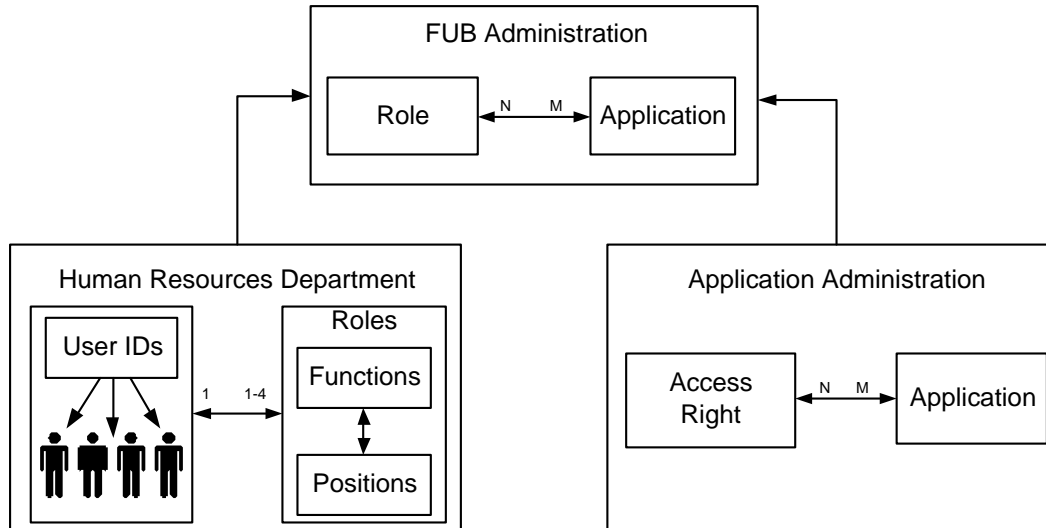 FUB Administration
Role
N
M
Application
Human Resources Department
Application Administration
User IDs
Roles
Functions
1
1-4
Positions
Access
Right
N
M
Application